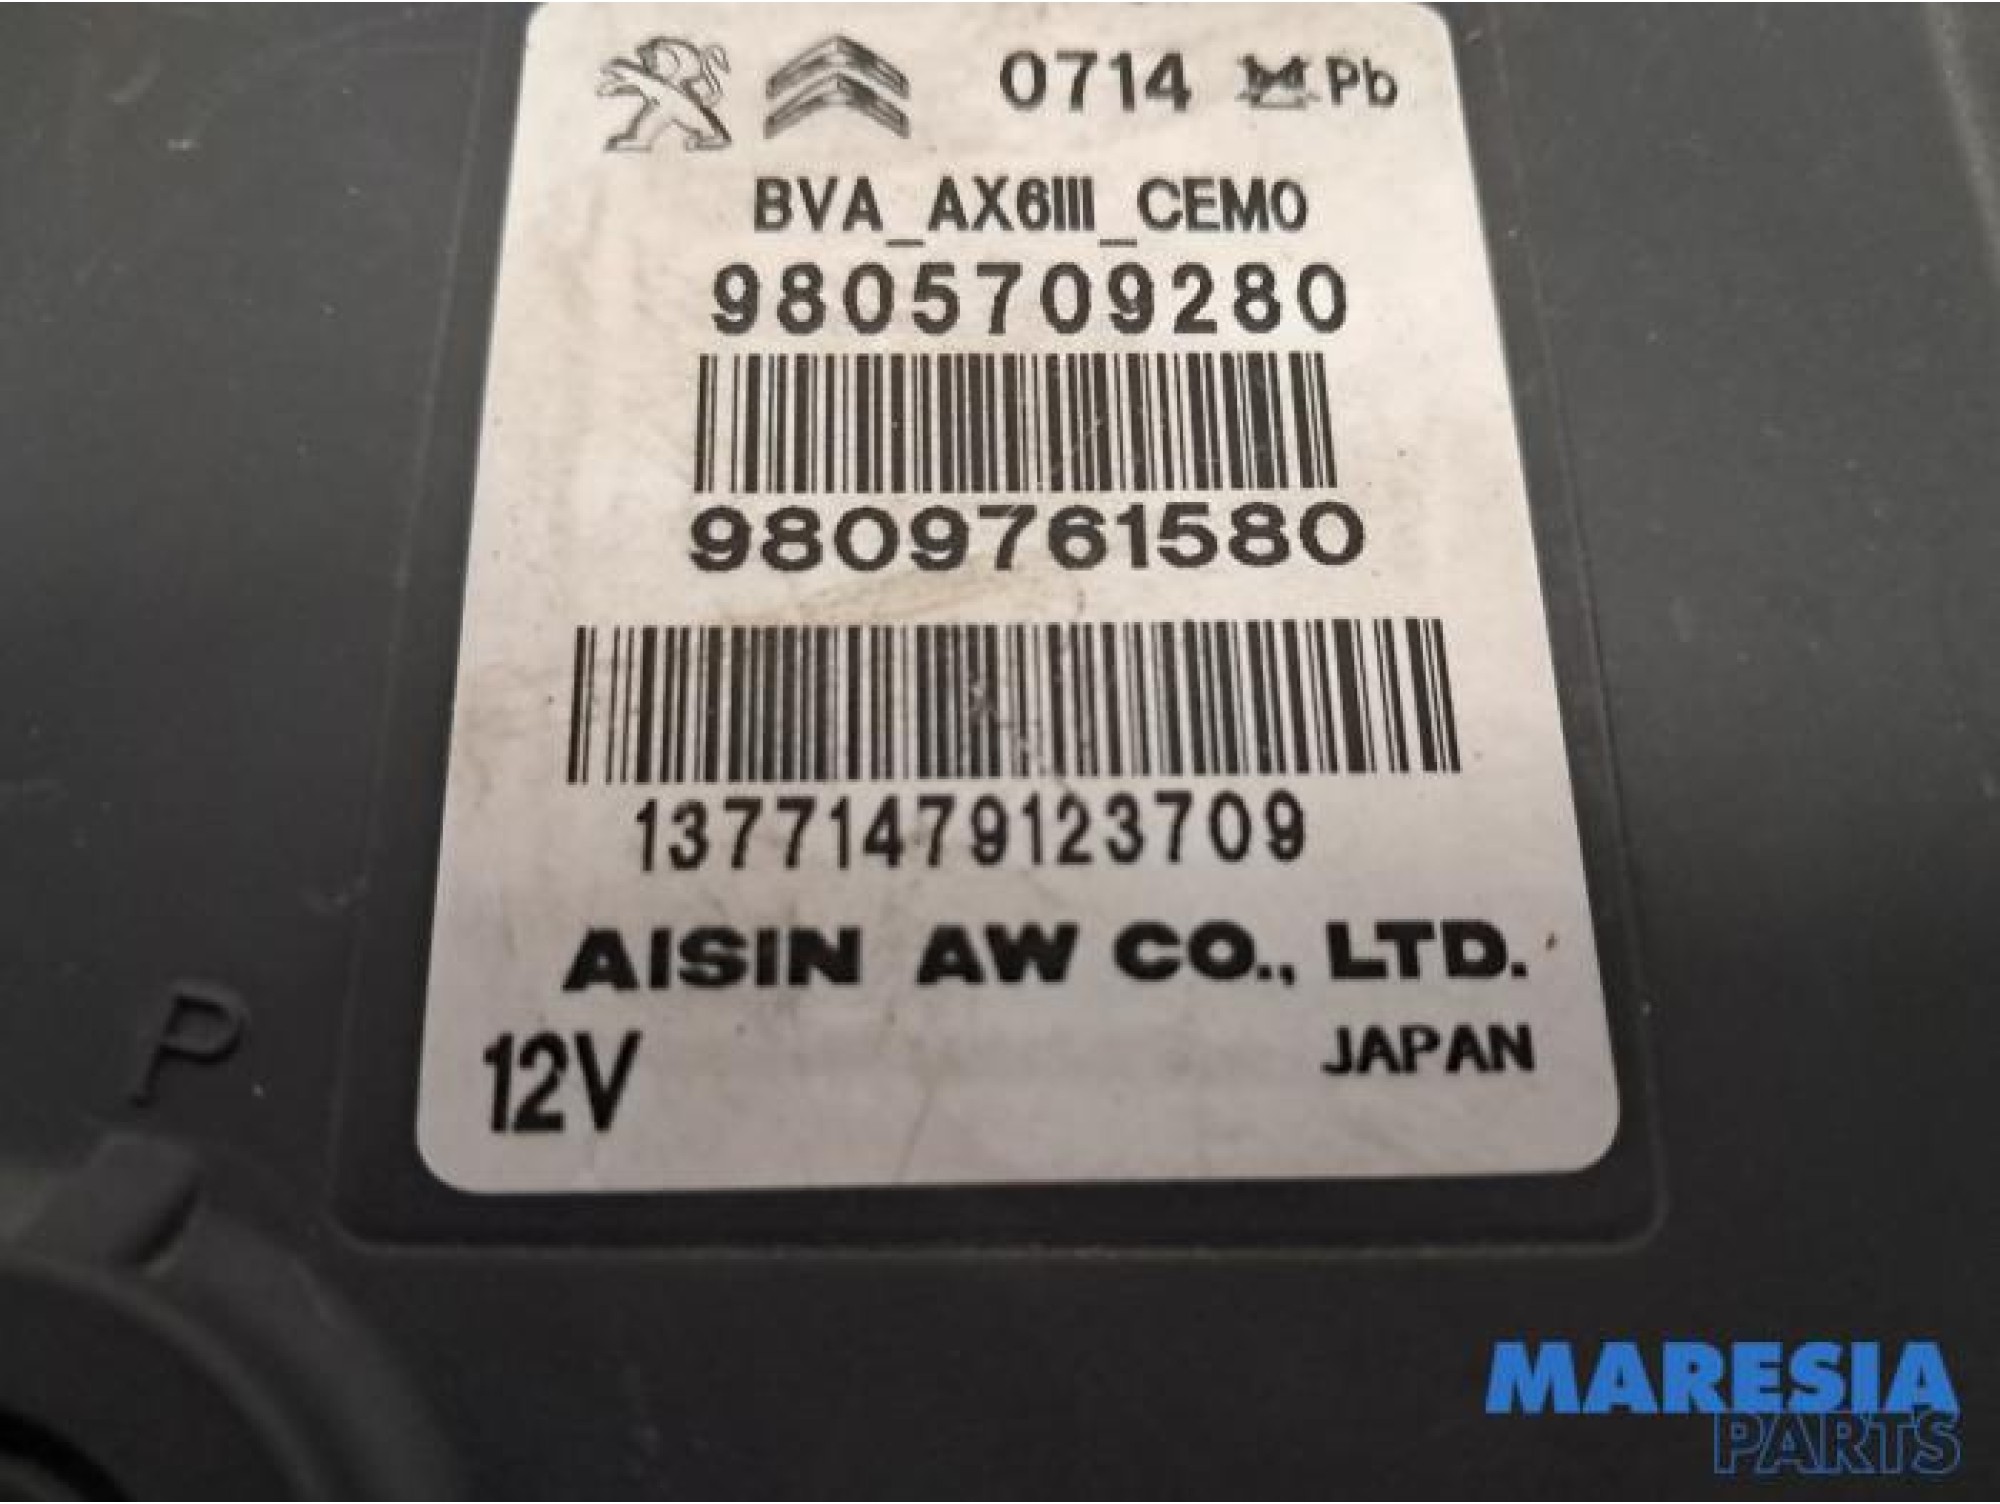 0714 Pb
BVA_AX6III_CEM0
9805709280
9809761580
13771479123709
AISIN AW CO., LTD.
12V JAPAN
P
MARESIA
PARTS